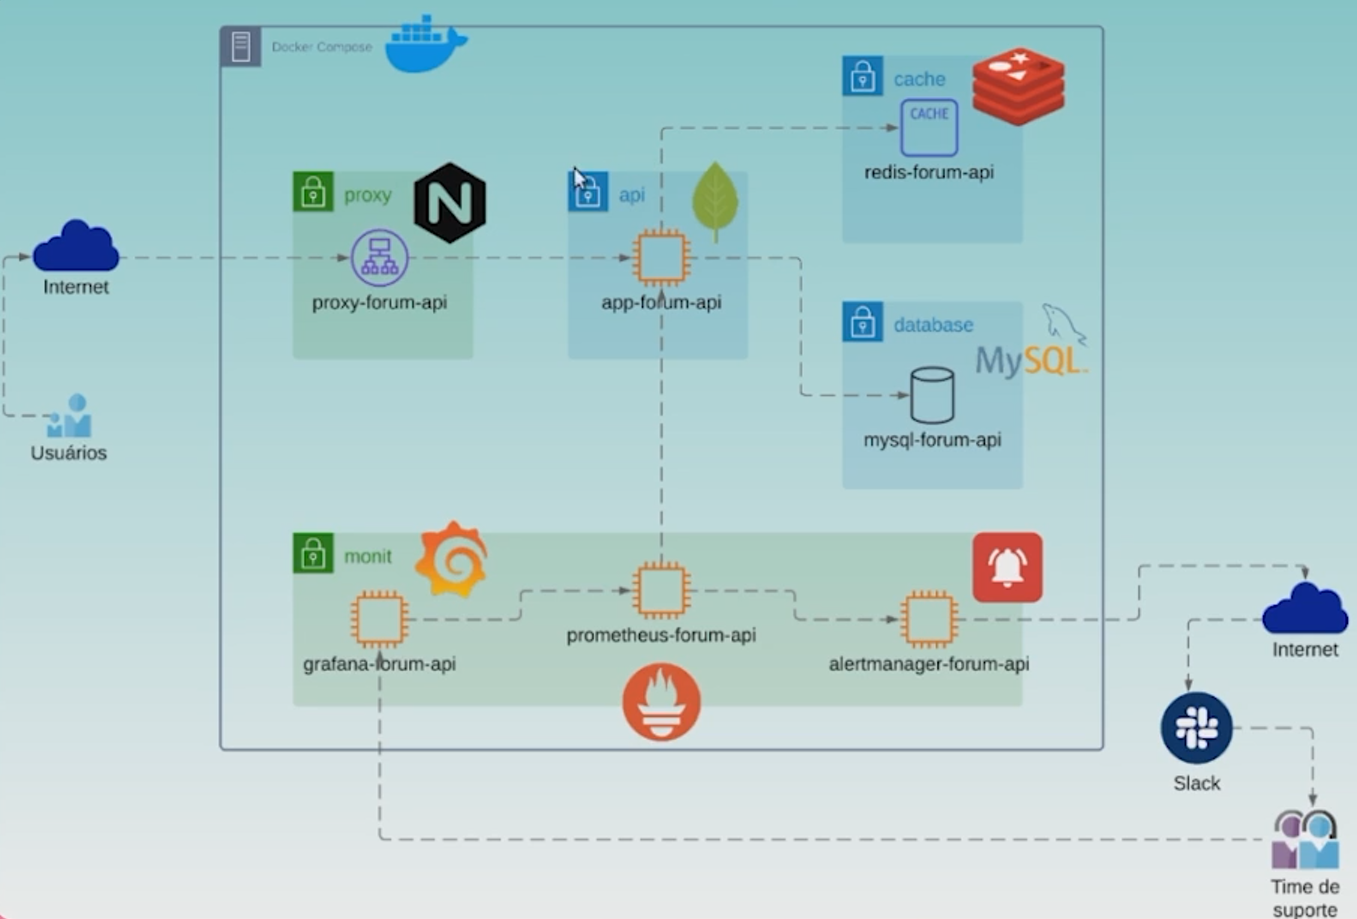 Docker Compose
cache
CACHE
redis-forum-api
proxy
N
api
Internet
proxy-forum-api
app-forum-api
database
MySQL
mysql-forum-api
Usuários
monit
prometheus-forum-api
grafana-forum-api
alertmanager-forum-api
Internet
Slack
Time de
suporte